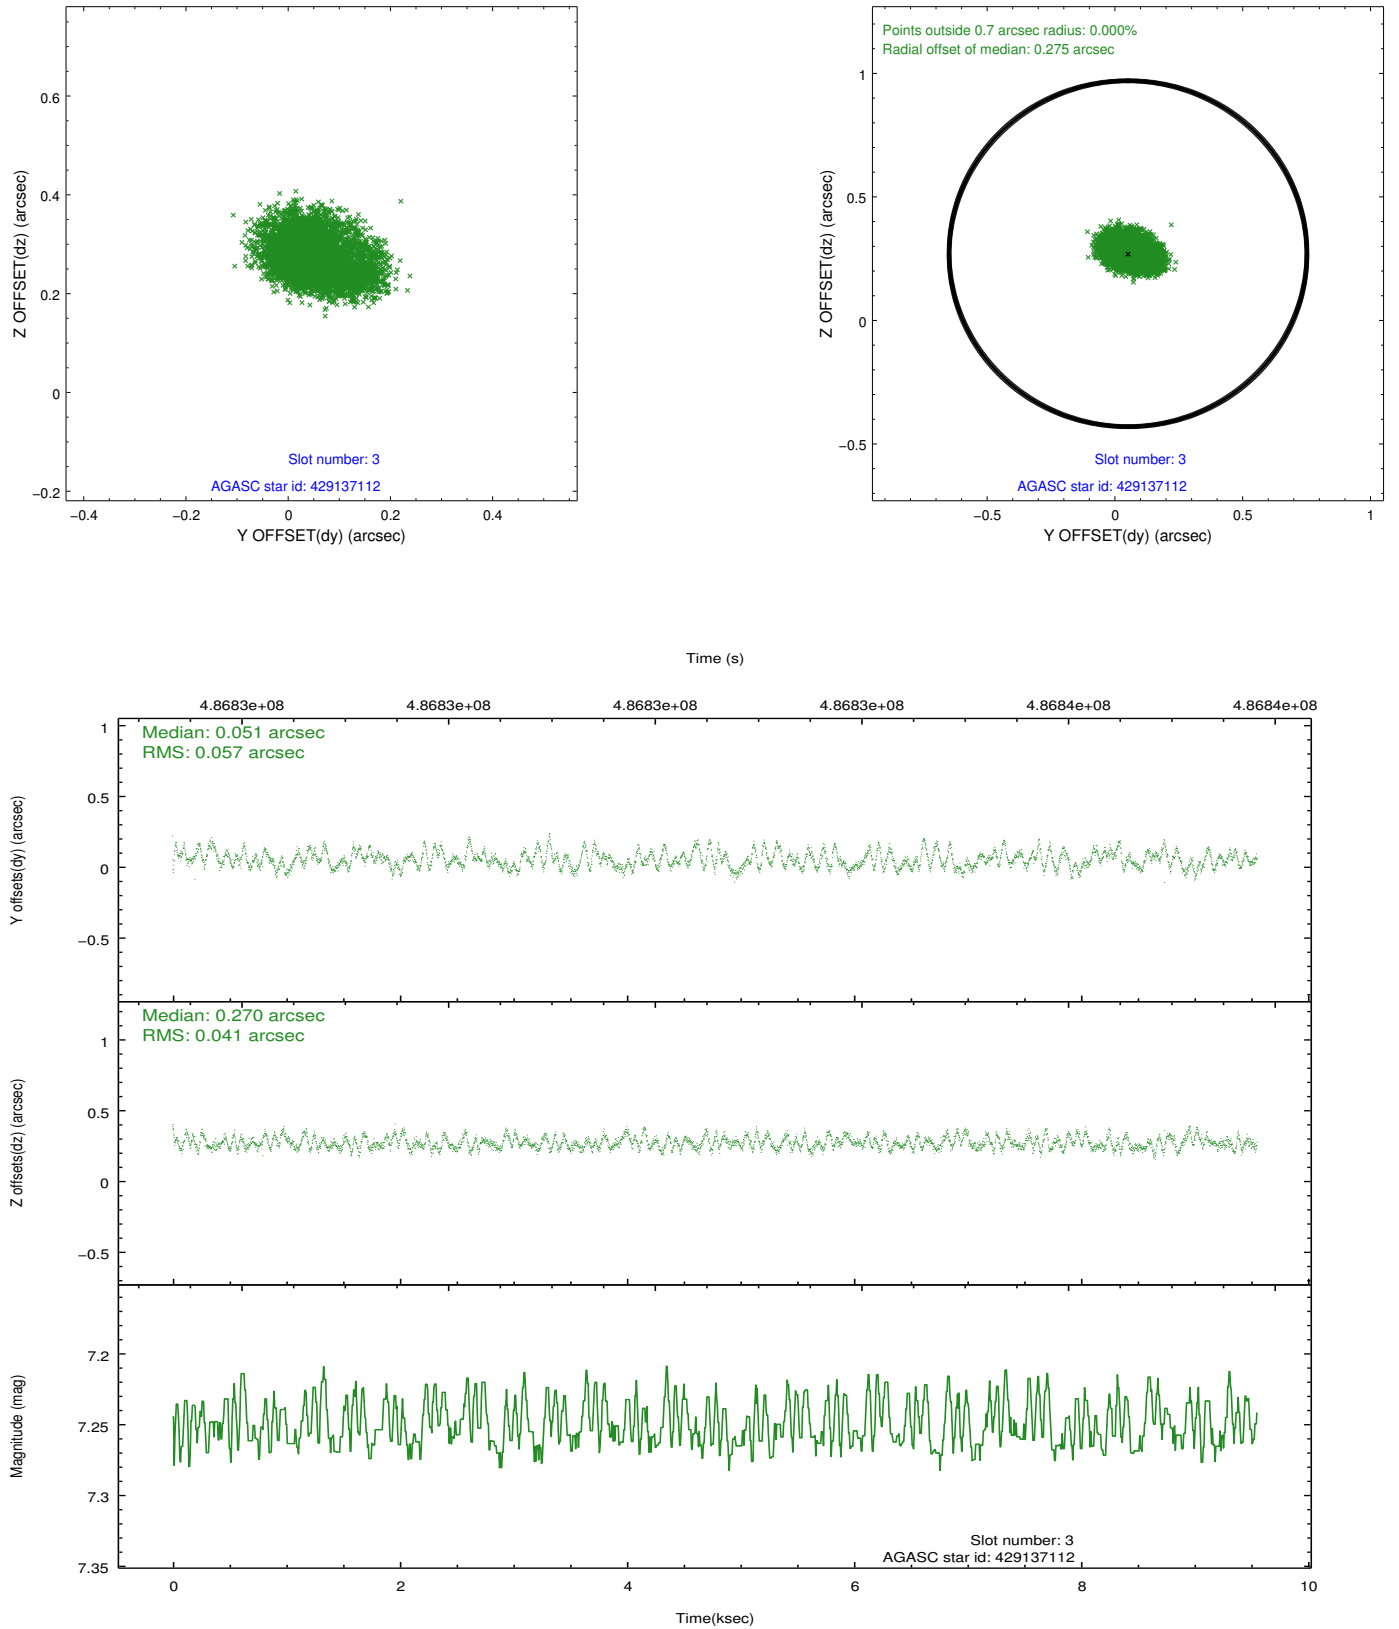 0.6
0.4
0.2
0
−0.2
Z OFFSET(dz) (arcsec)
Slot number: 3
AGASC star id: 429137112
−0.4 −0.2 0 0.2 0.4
Y OFFSET(dy) (arcsec)
Points outside 0.7 arcsec radius: 0.000%
Radial offset of median: 0.275 arcsec
1
0.5
0
−0.5
Z OFFSET(dz) (arcsec)
Slot number: 3
AGASC star id: 429137112
−0.5 0 0.5 1
Y OFFSET(dy) (arcsec)
Time (s)
4.8683e+08 4.8683e+08 4.8683e+08 4.8683e+08 4.8684e+08 4.8684e+08
Median: 0.051 arcsec
RMS: 0.057 arcsec
1
0.5
0
−0.5
Y offsets(dy) (arcsec)
Median: 0.270 arcsec
RMS: 0.041 arcsec
1
0.5
0
−0.5
Z offsets(dz) (arcsec)
7.2
7.25
7.3
7.35
Magnitude (mag)
Slot number: 3
AGASC star id: 429137112
0 2 4 6 8 10
Time(ksec)